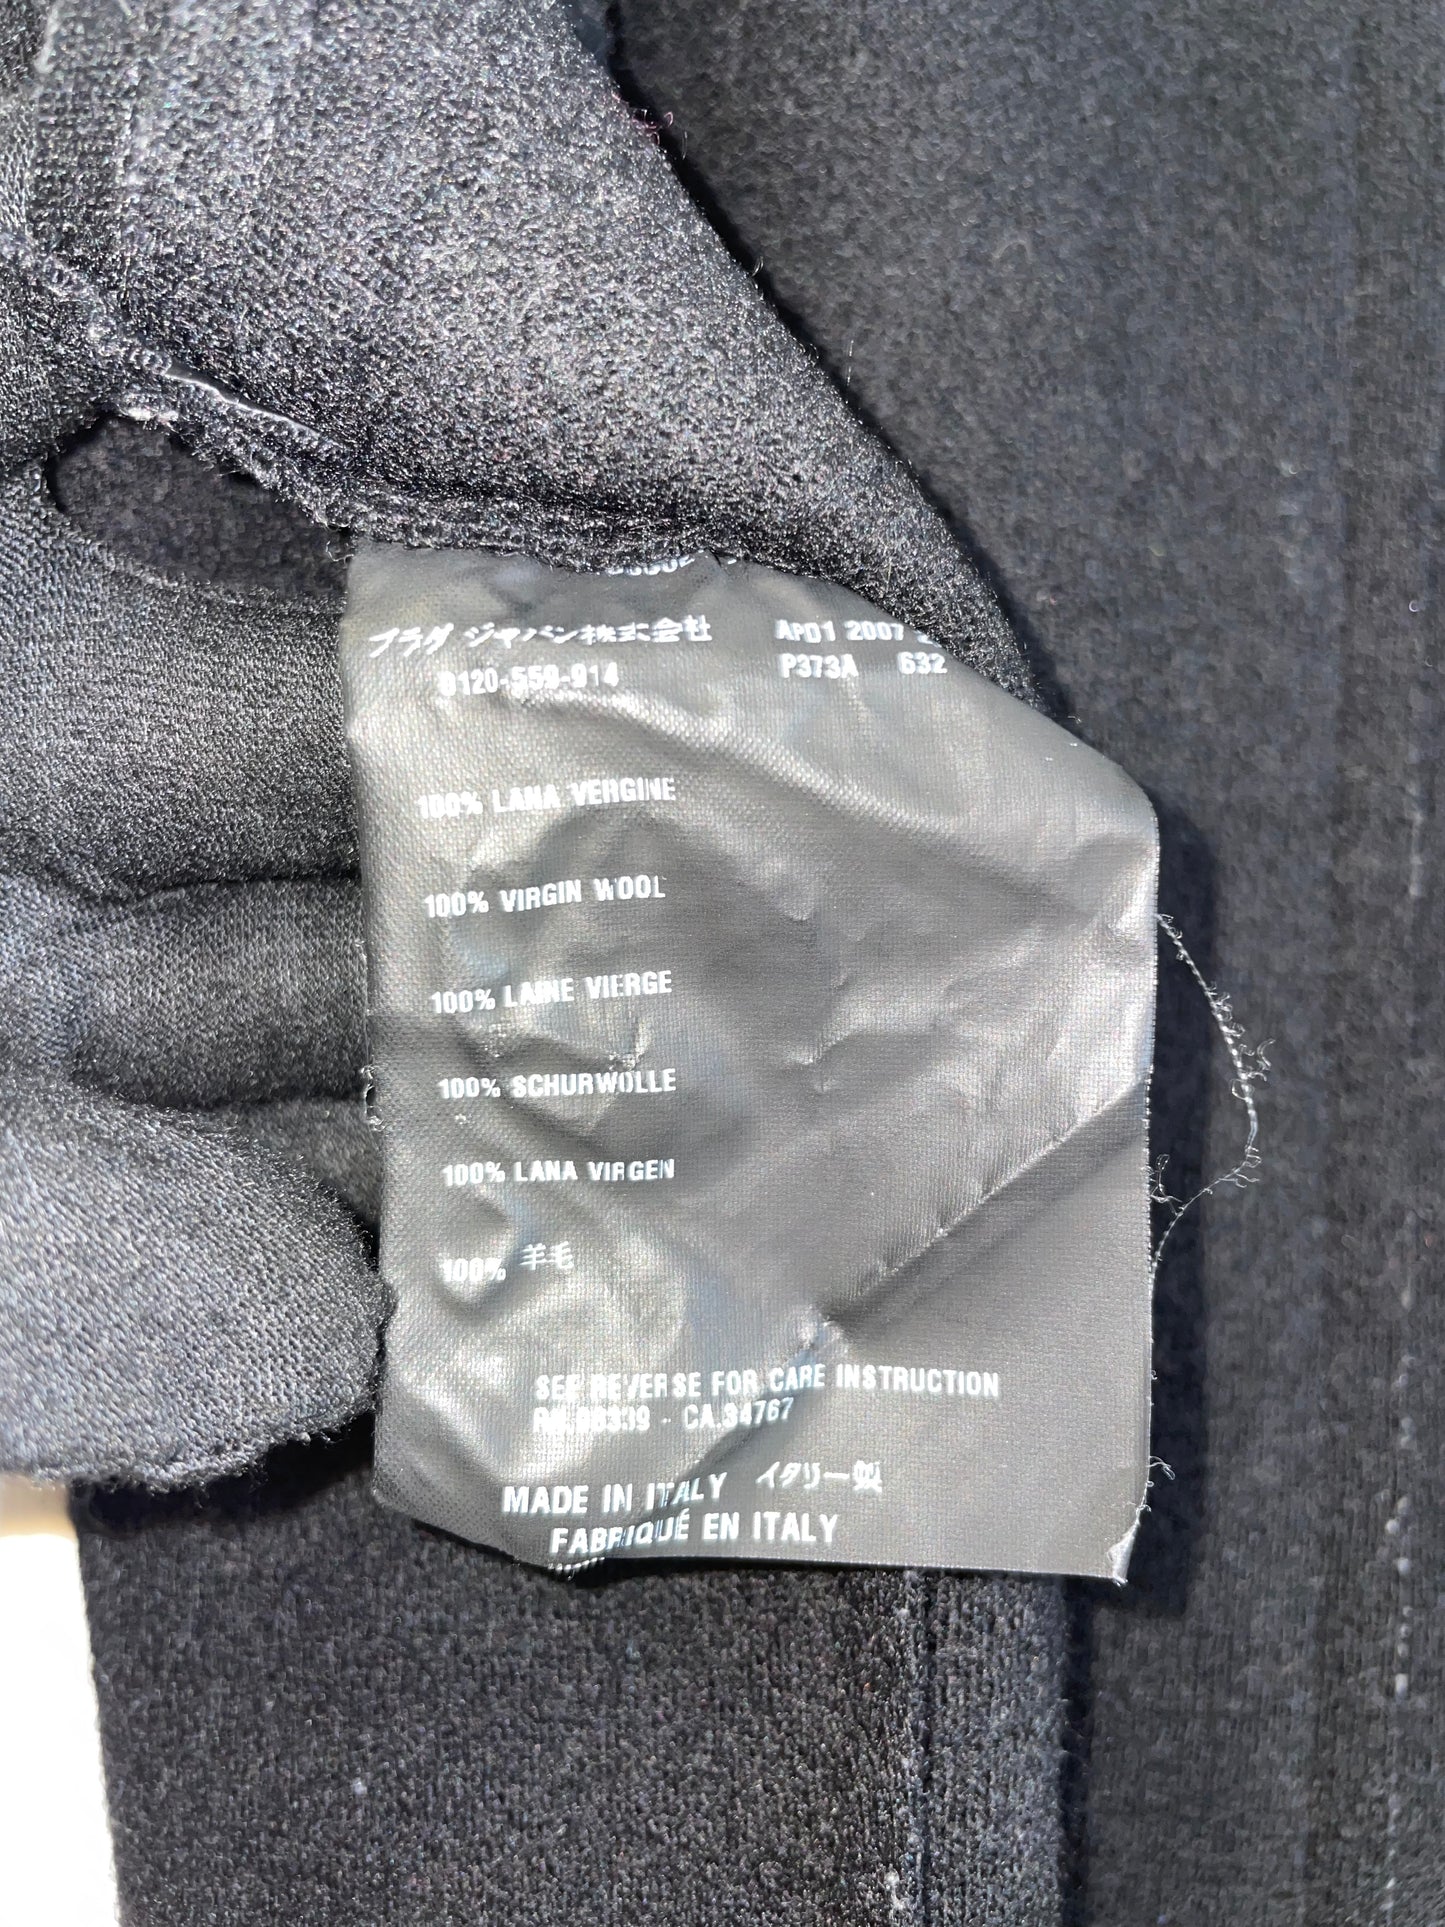 プラダ ジャパン株式会社
0120-559-914
AP01 2007
P373A 632
100% LANA VERGINE
100% VIRGIN WOOL
100% LAINE VIERGE
100% SCHURWOLLE
100% LANA VIRGEN
100% 羊毛
SEE REVERSE FOR CARE INSTRUCTION
CA.34767
MADE IN ITALY イタリー製
FABRIQUÉ EN ITALY